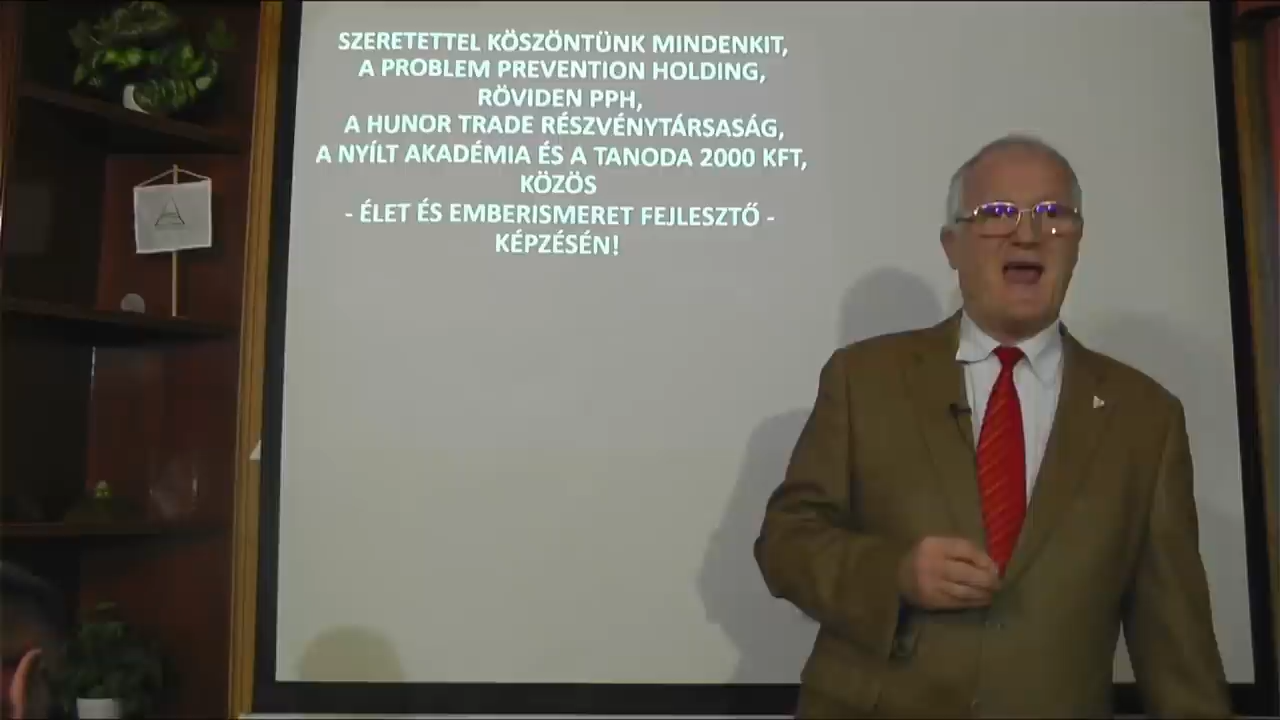 SZERETETTEL KÖSZÖNTÜNK MINDENKIT,
A PROBLEM PREVENTION HOLDING,
RÖVIDEN PPH,
A HUNOR TRADE RÉSZVÉNYTÁRSASÁG,
A NYÍLT AKADÉMIA ÉS A TANODA 2000 KFT,
KÖZÖS
- ÉLET ÉS EMBERISMERET FEJLESZTŐ -
KÉPZÉSÉN!